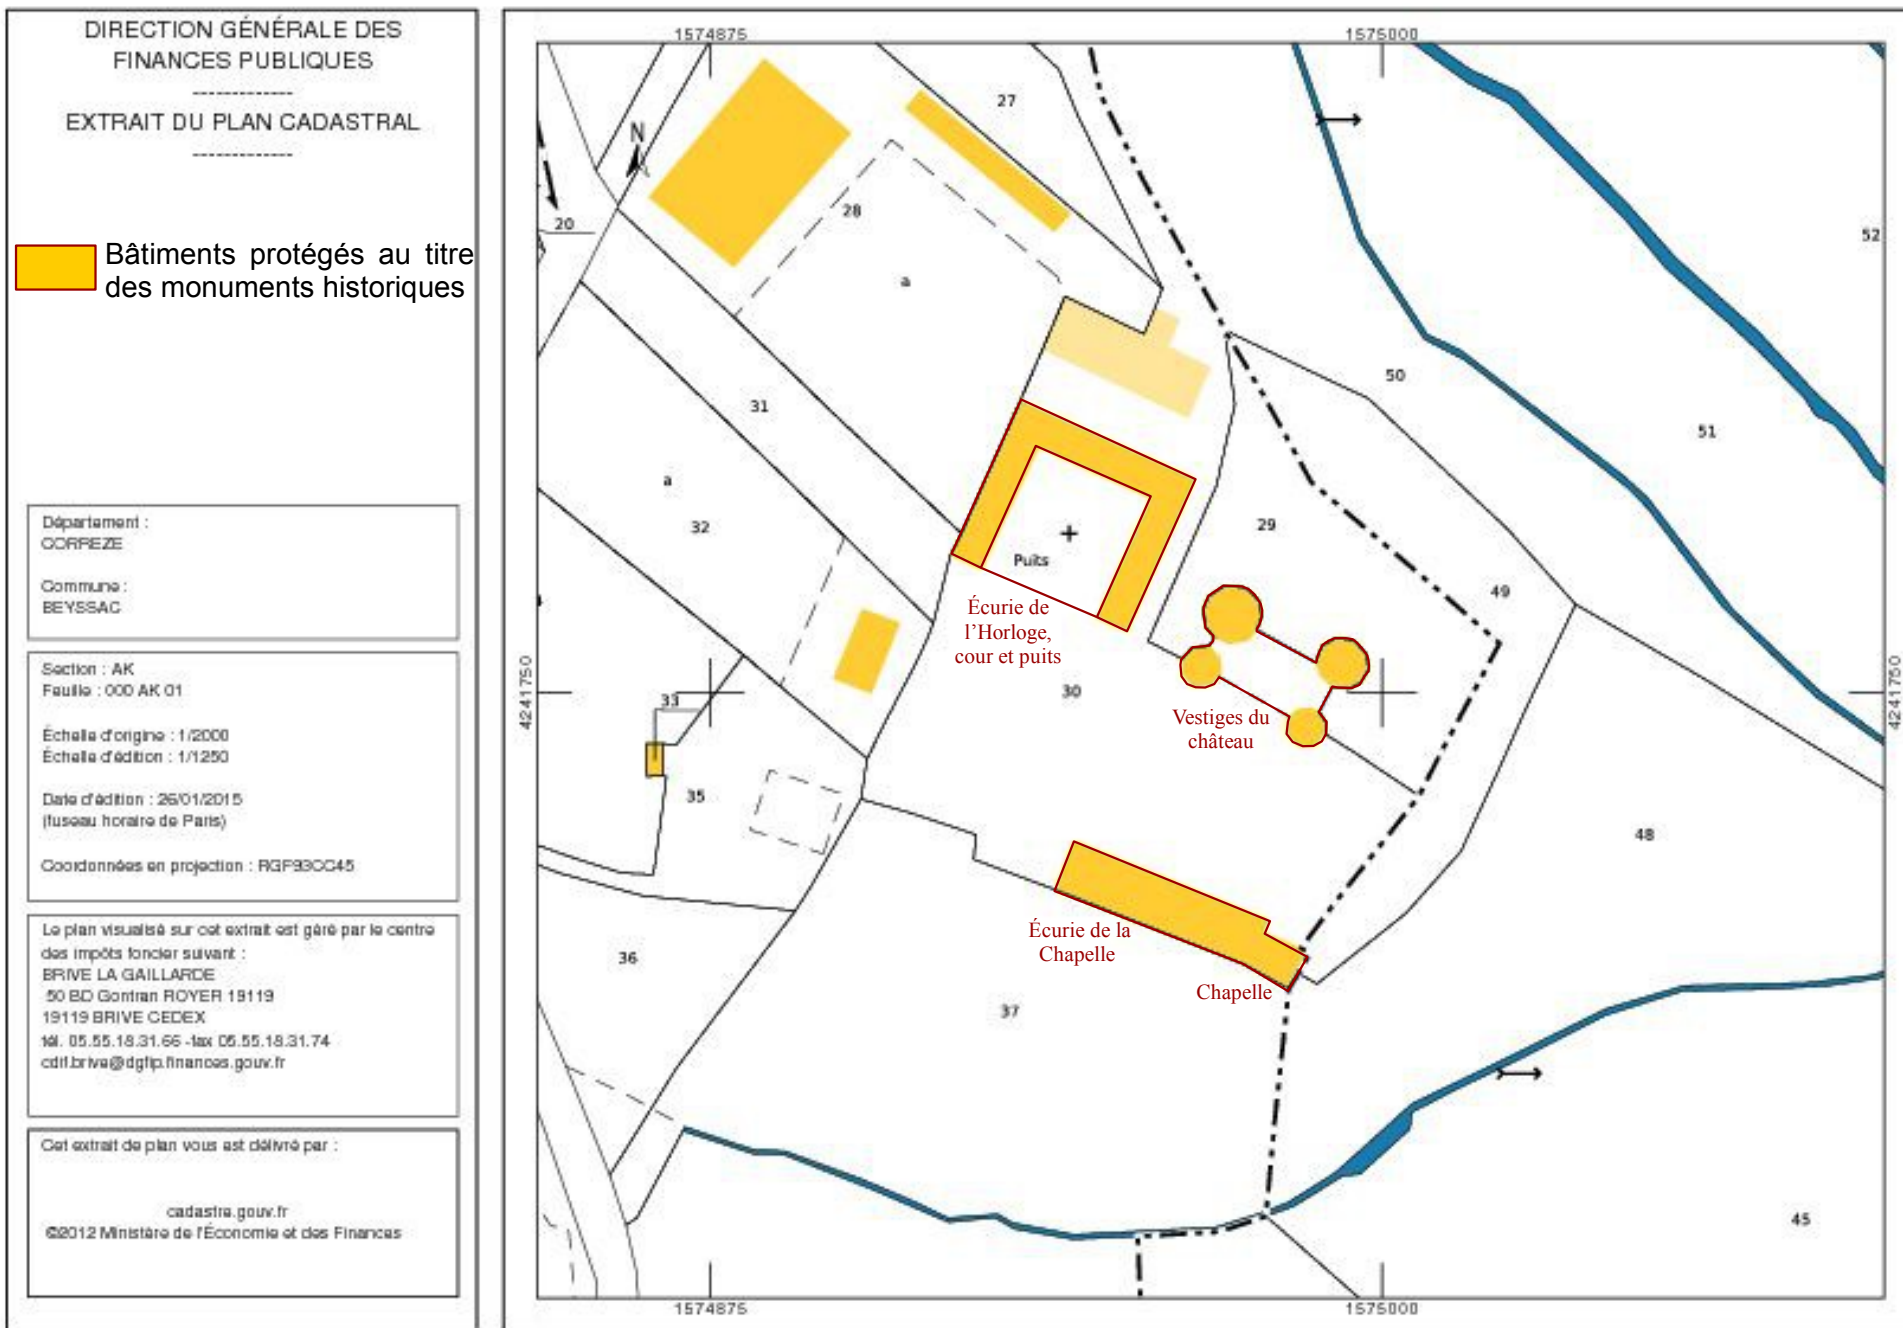 DIRECTION GÉNÉRALE DES
FINANCES PUBLIQUES
-------------
EXTRAIT DU PLAN CADASTRAL
-------------
Bâtiments protégés au titre
des monuments historiques
Département :
CORREZE
Commune :
BEYSSAC
Section : AK
Feuille : 000 AK 01
Échelle d'origine : 1/2000
Échelle d'édition : 1/1250
Date d'édition : 26/01/2015
(fuseau horaire de Paris)
Coordonnées en projection : RGF93CC45
Le plan visualisé sur cet extrait est géré par le centre
des impôts foncier suivant :
BRIVE LA GAILLARDE
50 BD Gontran ROYER 19119
19119 BRIVE CEDEX
tél. 05.55.18.31.66 -fax 05.55.18.31.74
cdif.brive@dgfip.finances.gouv.fr
Cet extrait de plan vous est délivré par :
cadastre.gouv.fr
©2012 Ministère de l'Économie et des Finances
1574875
1575000
N
27
20
28
52
a
50
31
51
a
32
29
Puits
49
Écurie de
l'Horloge,
cour et puits
4241750
30
33
4241750
Vestiges du
château
35
48
Écurie de la
Chapelle
36
Chapelle
37
45
1574875
1575000